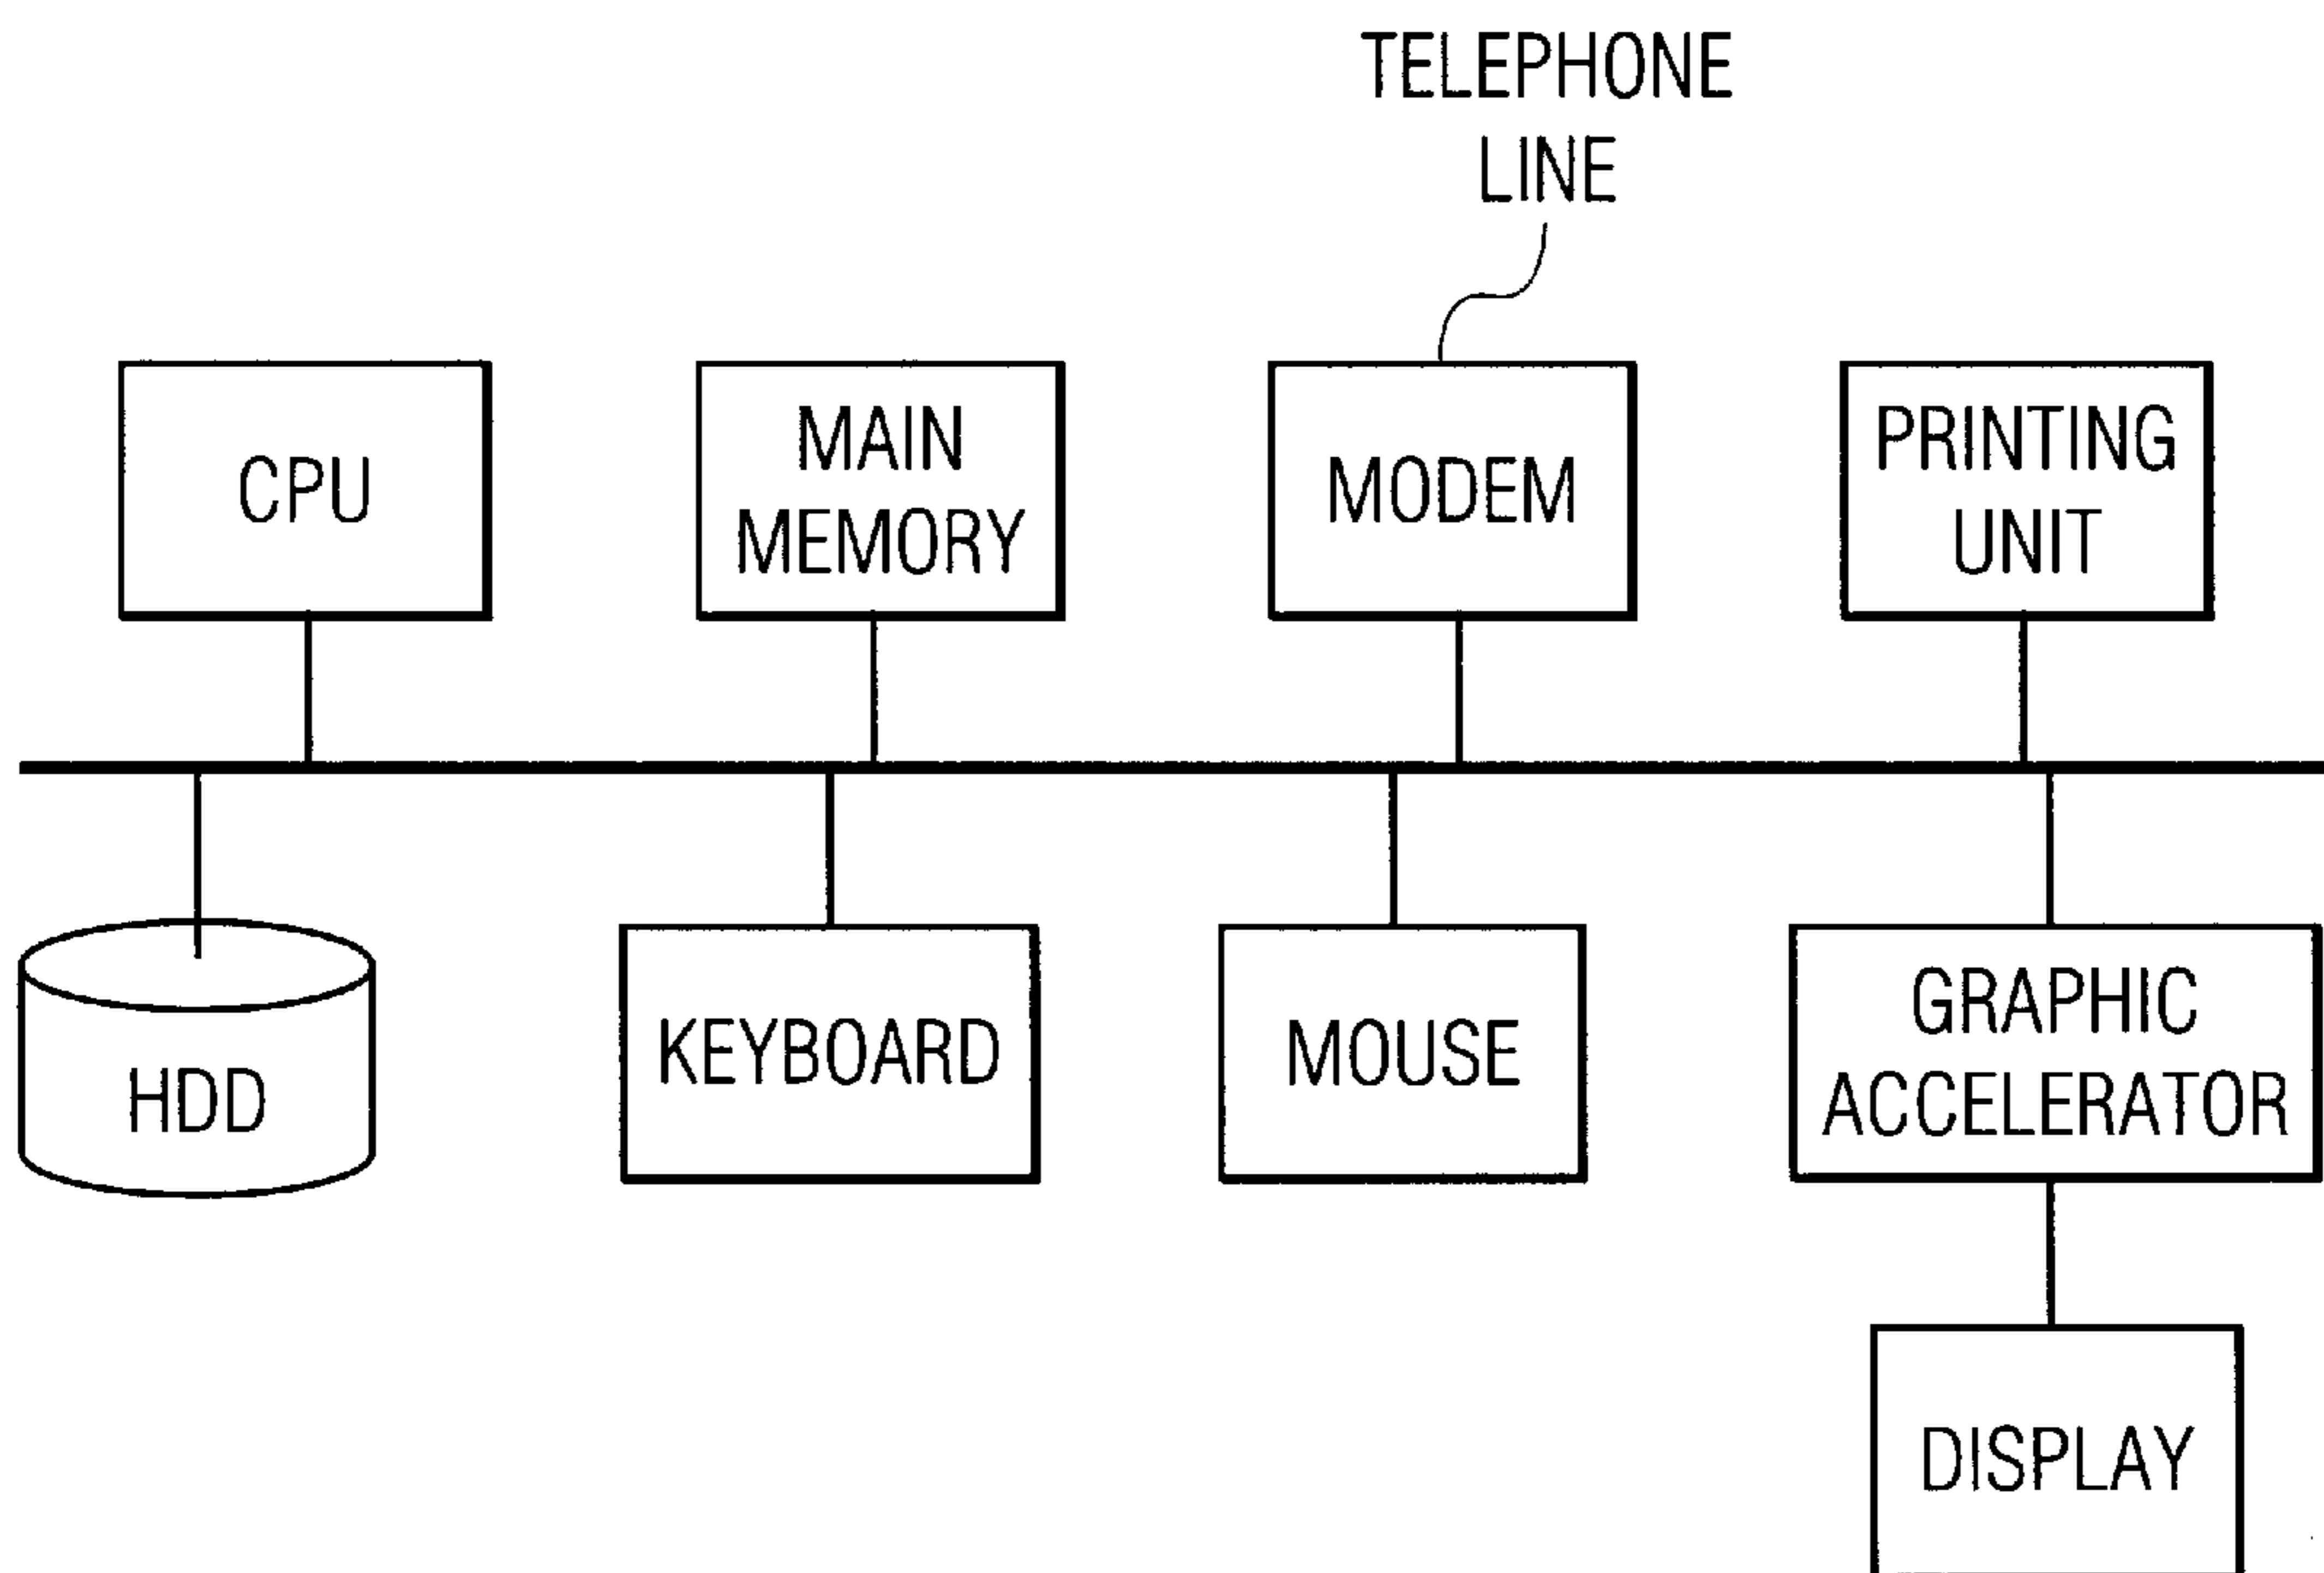 TELEPHONE
LINE
CPU
MAIN
MEMORY
MODEM
PRINTING
UNIT
HDD
KEYBOARD
MOUSE
GRAPHIC
ACCELERATOR
DISPLAY